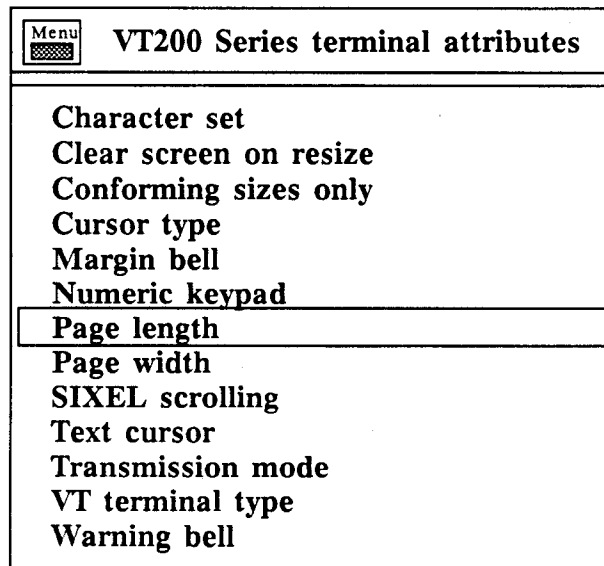 Menu
VT200 Series terminal attributes
Character set
Clear screen on resize
Conforming sizes only
Cursor type
Margin bell
Numeric keypad
Page length
Page width
SIXEL scrolling
Text cursor
Transmission mode
VT terminal type
Warning bell